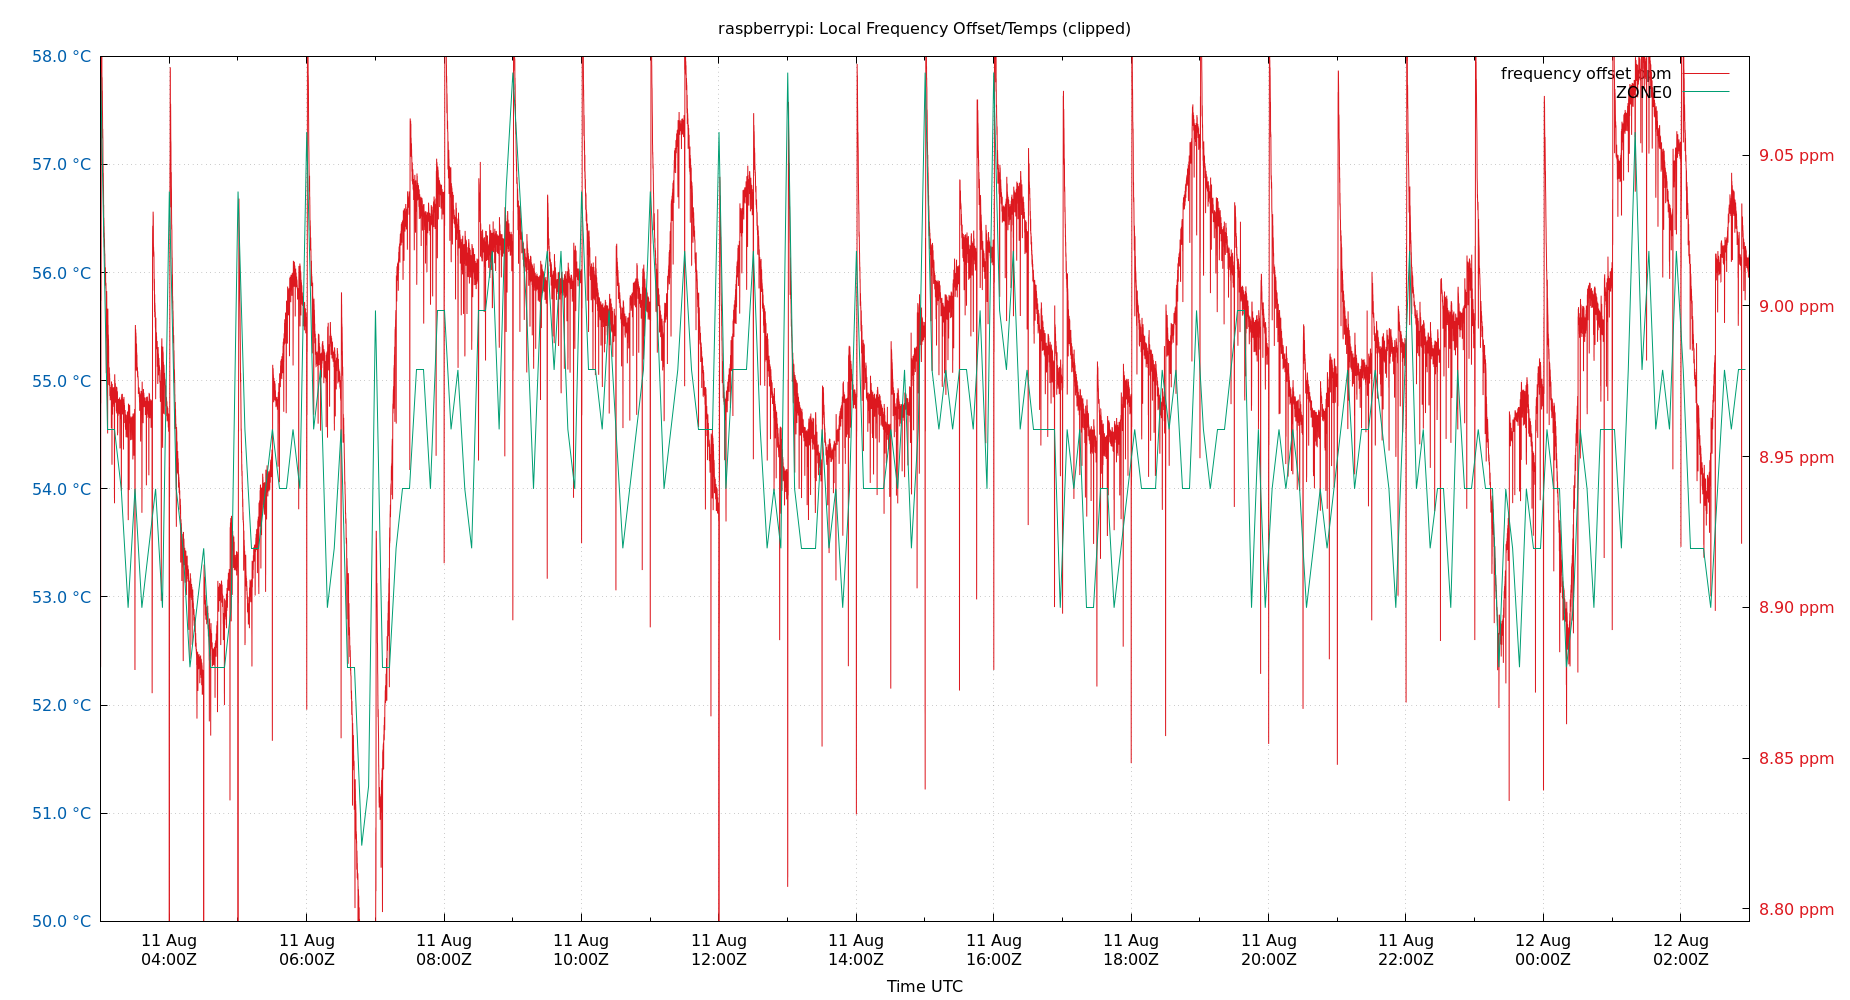 raspberrypi: Local Frequency Offset/Temps (clipped)
58.0 °C
57.0 °C
56.0 °C
55.0 °C
54.0 °C
53.0 °C
52.0 °C
51.0 °C
50.0 °C
frequency offset ppm
ZONE0
9.05 ppm
9.00 ppm
8.95 ppm
8.90 ppm
8.85 ppm
8.80 ppm
11 Aug
04:00Z
11 Aug
06:00Z
11 Aug
08:00Z
11 Aug
10:00Z
11 Aug
12:00Z
11 Aug
14:00Z
11 Aug
16:00Z
11 Aug
18:00Z
11 Aug
20:00Z
11 Aug
22:00Z
12 Aug
00:00Z
12 Aug
02:00Z
Time UTC